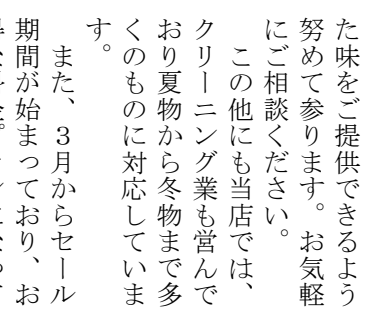 た味をご提供できるよう
努めて参ります。お気軽
にご相談ください。
この他にも当店では、
クリーニング業も営んで
おり夏物から冬物まで多
くのものに対応していま
す。
また、３月からセール
期間が始まっており、お